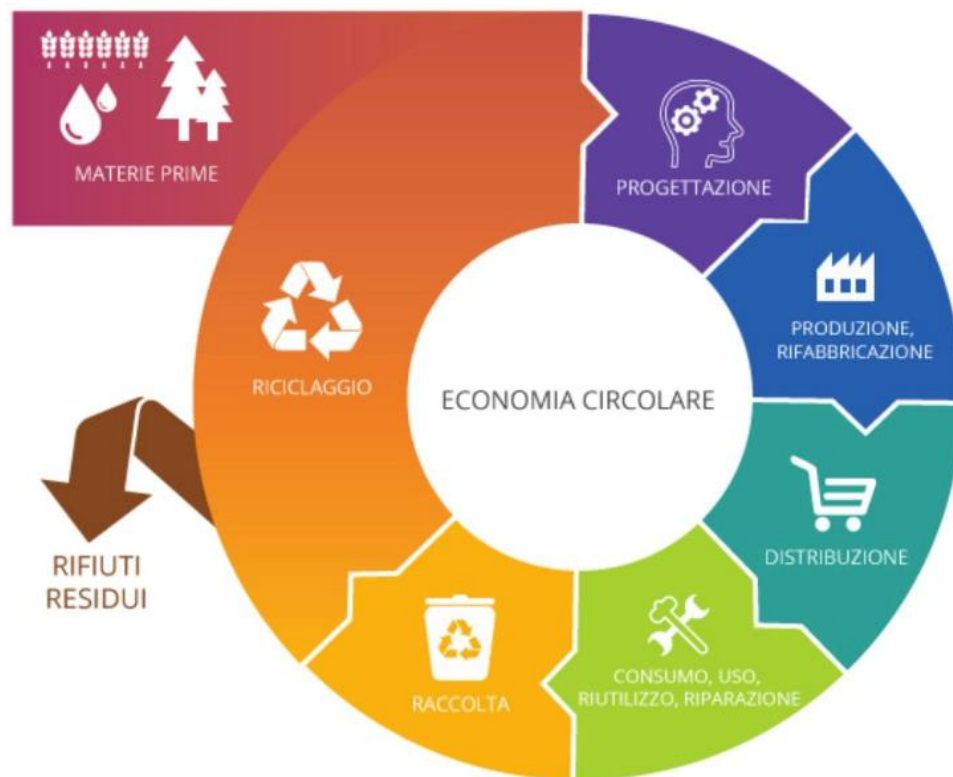 MATERIE PRIME
PROGETTAZIONE
PRODUZIONE,
RIFABBRICAZIONE
DISTRIBUZIONE
CONSUMO, USO,
RIUTILIZZO, RIPARAZIONE
RACCOLTA
RICICLAGGIO
RIFIUTI
RESIDUI
ECONOMIA CIRCOLARE